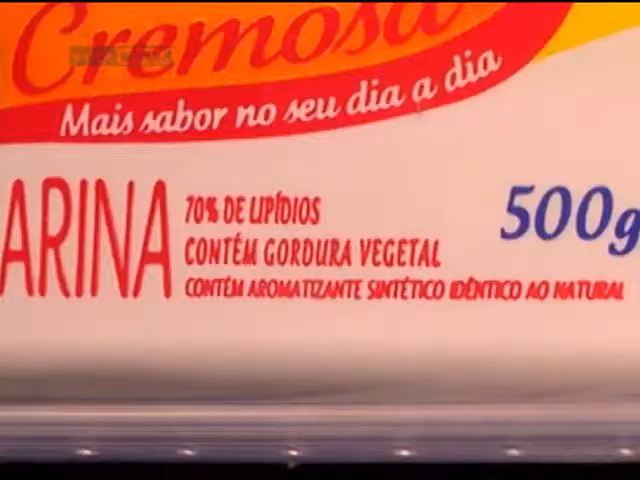 Cremosa
Mais sabor no seu dia a dia
ARINA
70% DE LIPÍDIOS
CONTÉM GORDURA VEGETAL
CONTÉM AROMATIZANTE SINTÉTICO IDÊNTICO AO NATURAL
500g